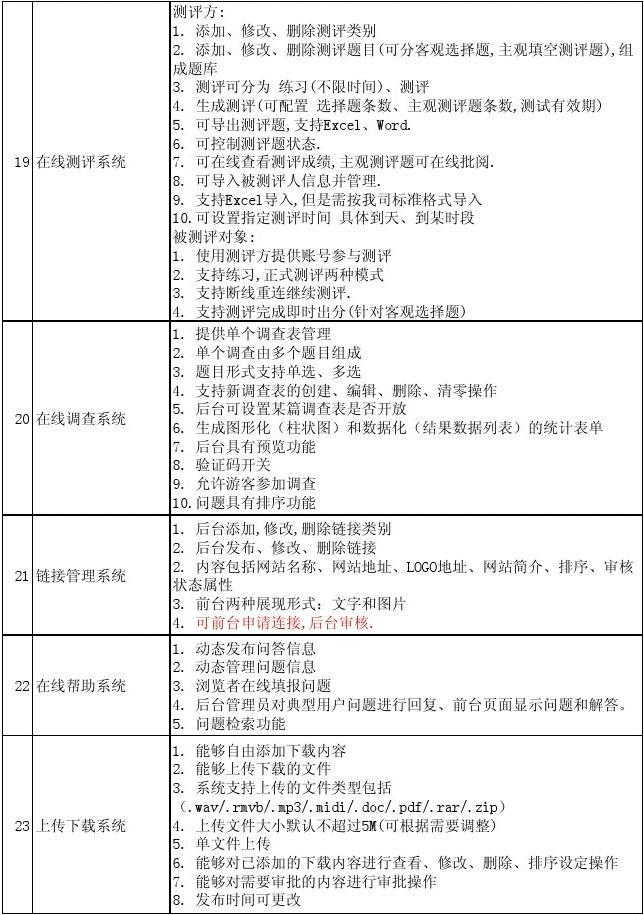 测评方:
1. 添加、修改、删除测评类别
2. 添加、修改、删除测评题目(可分客观选择题,主观填空测评题),组
成题库
3. 测评可分为 练习(不限时间)、测评
4. 生成测评(可配置 选择题条数、主观测评题条数,测试有效期)
5. 可导出测评题,支持Excel、Word.
6. 可控制测评题状态.
19 在线测评系统
7. 可在线查看测评成绩,主观测评题可在线批阅.
8. 可导入被测评人信息并管理.
9. 支持Excel导入,但是需按我司标准格式导入
10.可设置指定测评时间 具体到天、到某时段
被测评对象:
1. 使用测评方提供账号参与测评
2. 支持练习,正式测评两种模式
3. 支持断线重连继续测评.
4. 支持测评完成即时出分(针对客观选择题)
1. 提供单个调查表管理
2. 单个调查由多个题目组成
3. 题目形式支持单选、多选
4. 支持新调查表的创建、编辑、删除、清零操作
20 在线调查系统
5. 后台可设置某篇调查表是否开放
6. 生成图形化（柱状图）和数据化（结果数据列表）的统计表单
7. 后台具有预览功能
8. 验证码开关
9. 允许游客参加调查
10.问题具有排序功能
1. 后台添加,修改,删除链接类别
2. 后台发布、修改、删除链接
21 链接管理系统
2. 内容包括网站名称、网站地址、LOGO地址、网站简介、排序、审核
状态属性
3. 前台两种展现形式：文字和图片
4. 可前台申请连接,后台审核.
1. 动态发布问答信息
2. 动态管理问题信息
22 在线帮助系统
3. 浏览者在线填报问题
4. 后台管理员对典型用户问题进行回复、前台页面显示问题和解答。
5. 问题检索功能
1. 能够自由添加下载内容
2. 能够上传下载的文件
3. 系统支持上传的文件类型包括
（.wav/.rmvb/.mp3/.midi/.doc/.pdf/.rar/.zip）
23 上传下载系统
4. 上传文件大小默认不超过5M(可根据需要调整)
5. 单文件上传
6. 能够对已添加的下载内容进行查看、修改、删除、排序设定操作
7. 能够对需要审批的内容进行审批操作
8. 发布时间可更改